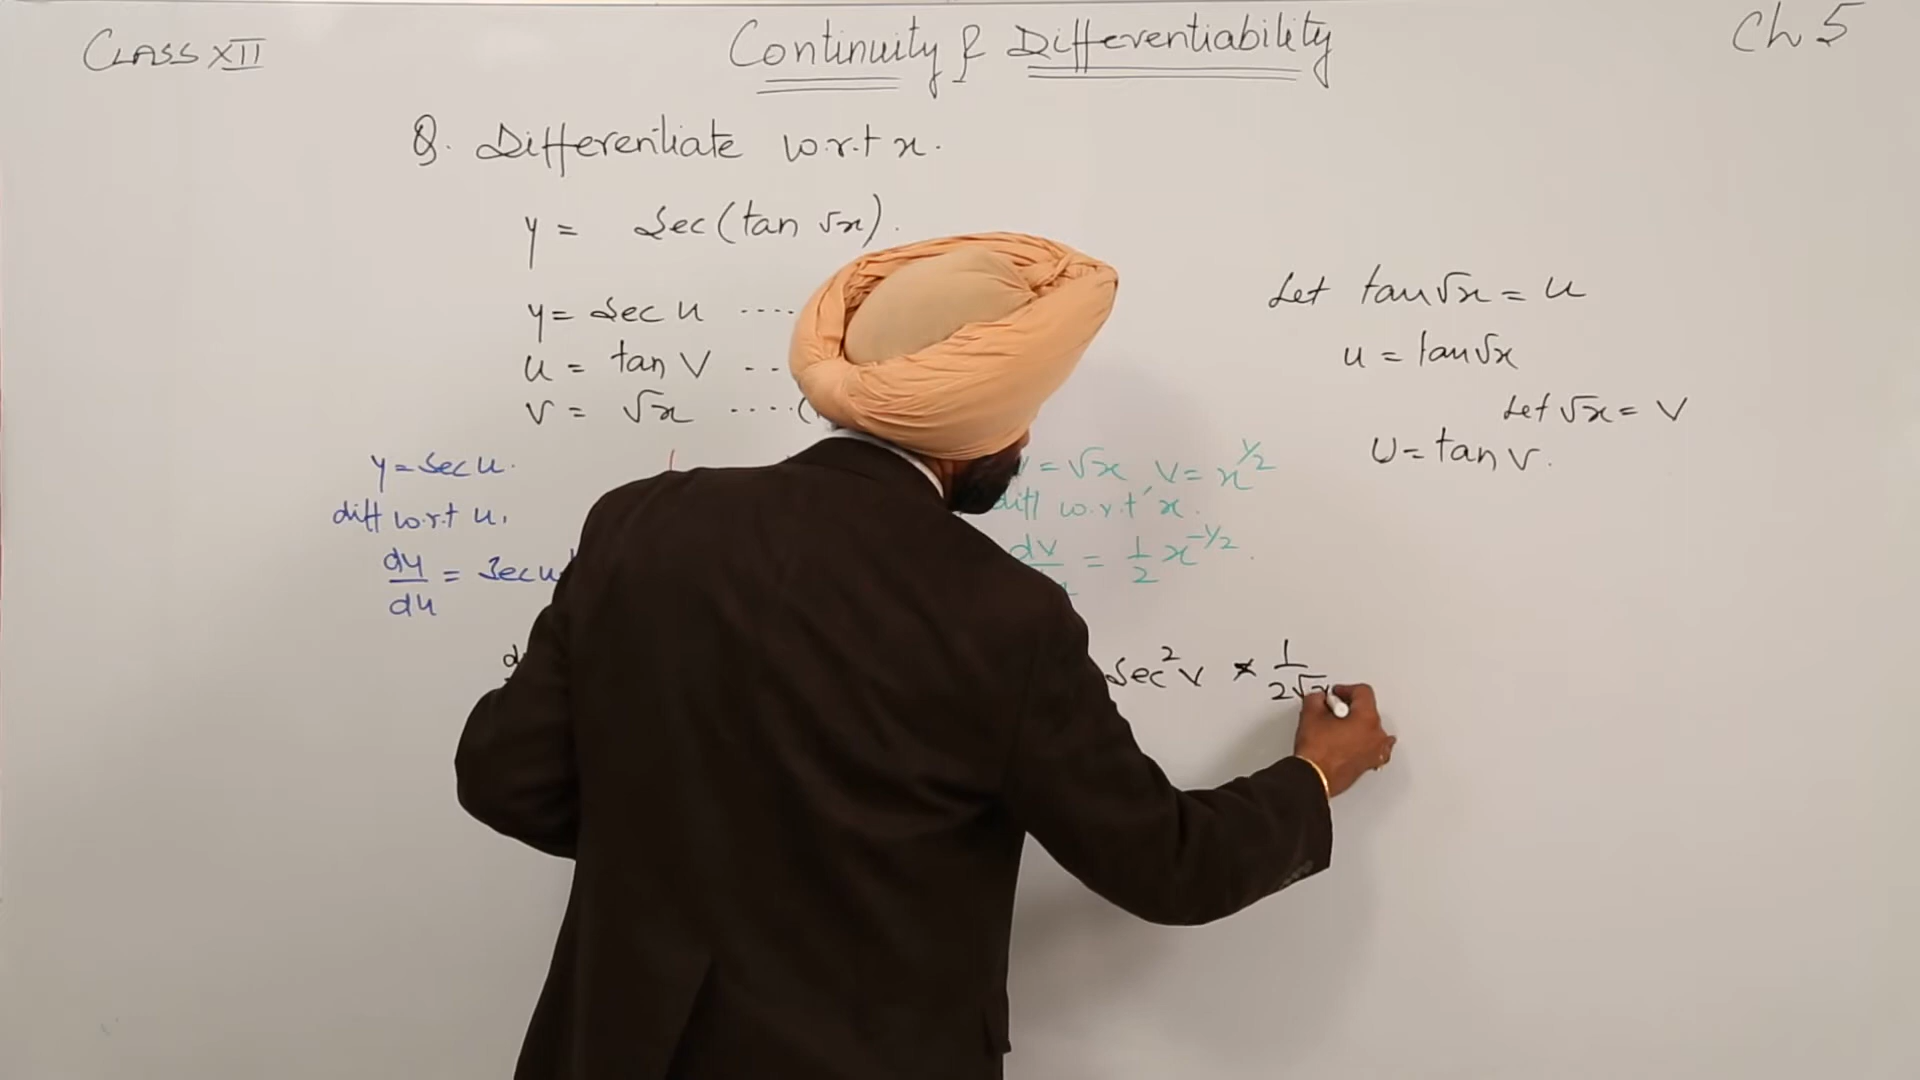 CLASS XII
Continuity & Differentiability
Ch 5
Q. Differentiate w.r.t x.
y = Sec (tan √x).
y = Sec u ....
u = tan V ..
v = √x ....(
Let tan √x = u
u = tan √x
Let √x = V
U = tan v.
y = Sec u.
diff w.r.t u,
dy/du = Sec u
= √x, V = x^1/2
diff w.r.t x.
dv = 1/2 x^-1/2.
Sec² v × 1/2√x